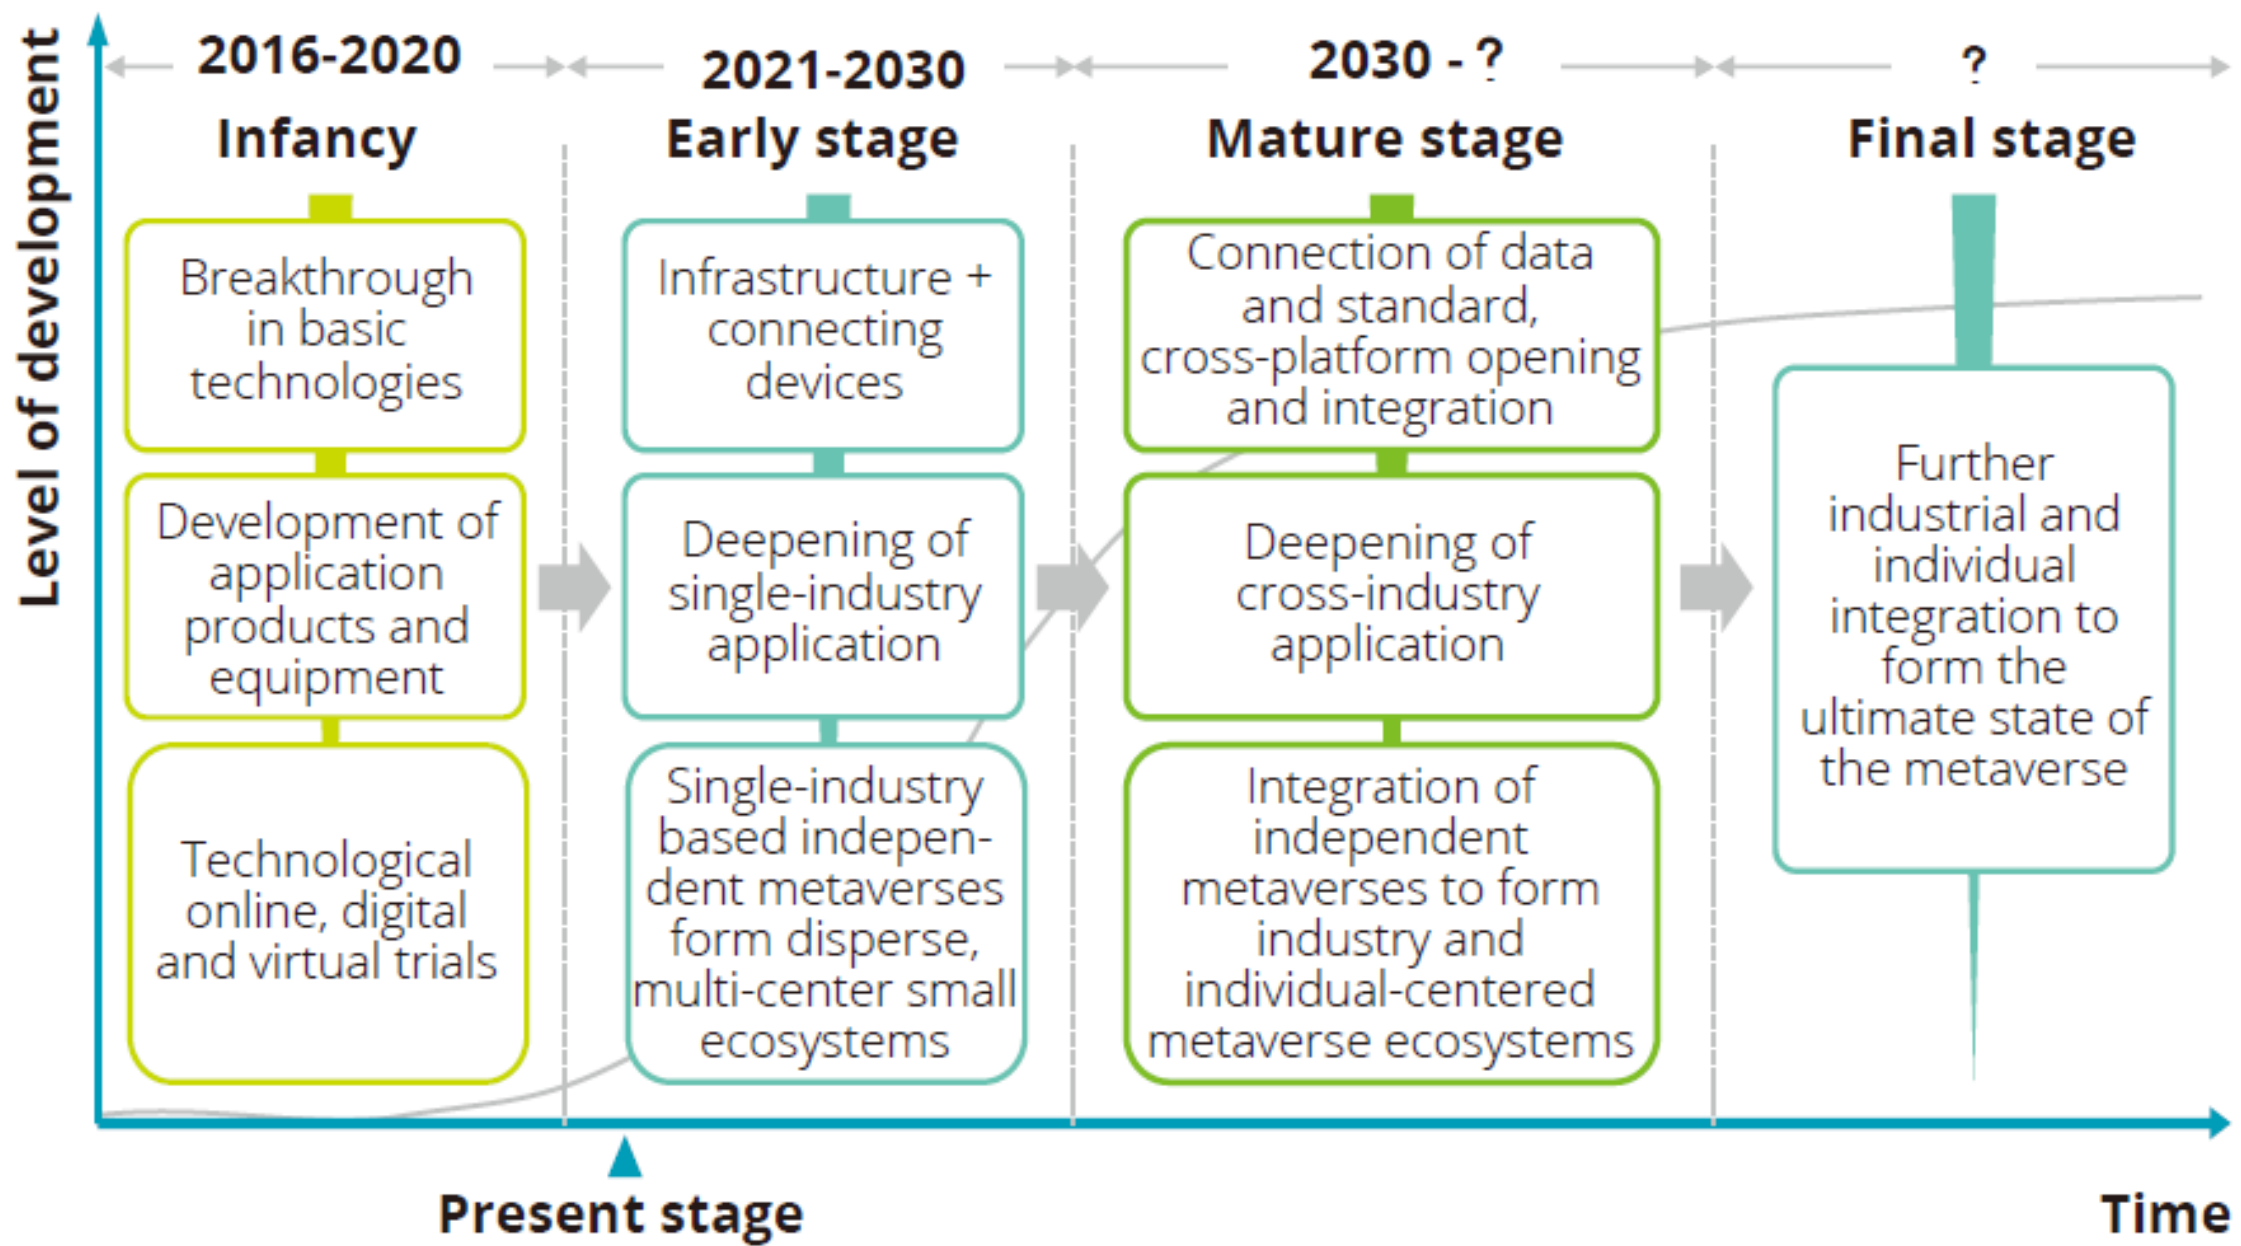 Level of development
2016-2020
Infancy
Breakthrough
in basic
technologies
Development of
application
products and
equipment
Technological
online, digital
and virtual trials
2021-2030
Early stage
Infrastructure +
connecting
devices
Deepening of
single-industry
application
Single-industry
based indepen-
dent metaverses
form disperse,
multi-center small
ecosystems
2030 - ?
Mature stage
Connection of data
and standard,
cross-platform opening
and integration
Deepening of
cross-industry
application
Integration of
independent
metaverses to form
industry and
individual-centered
metaverse ecosystems
?
Final stage
Further
industrial and
individual
integration to
form the
ultimate state of
the metaverse
Present stage
Time